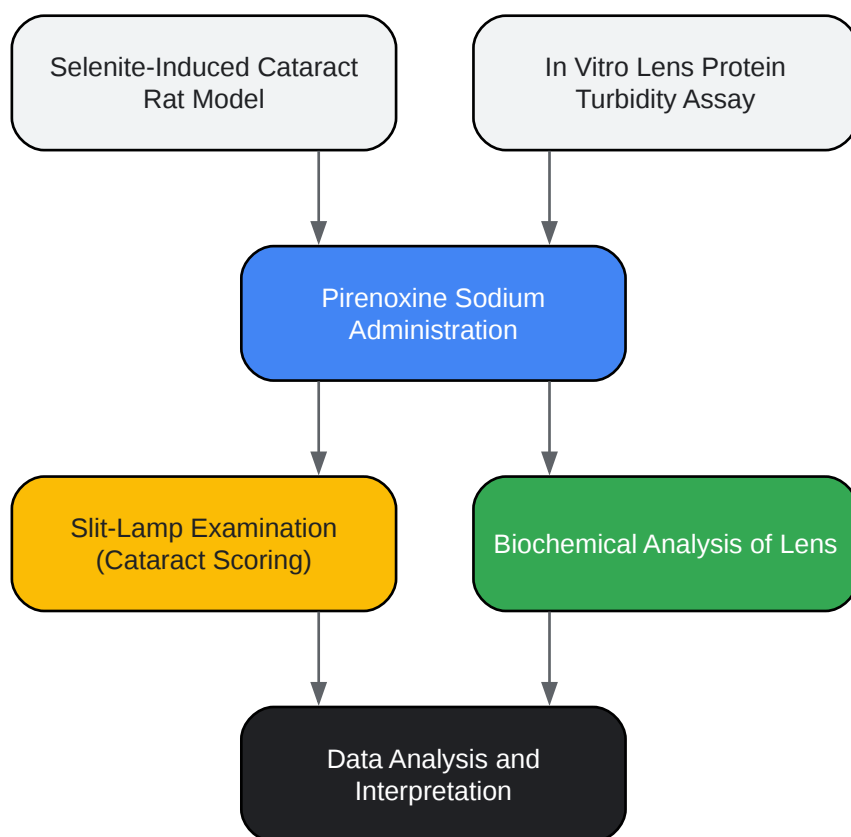 Selenite-Induced Cataract
Rat Model
In Vitro Lens Protein
Turbidity Assay
Pirenoxine Sodium
Administration
Slit-Lamp Examination
(Cataract Scoring)
Biochemical Analysis of Lens
Data Analysis and
Interpretation